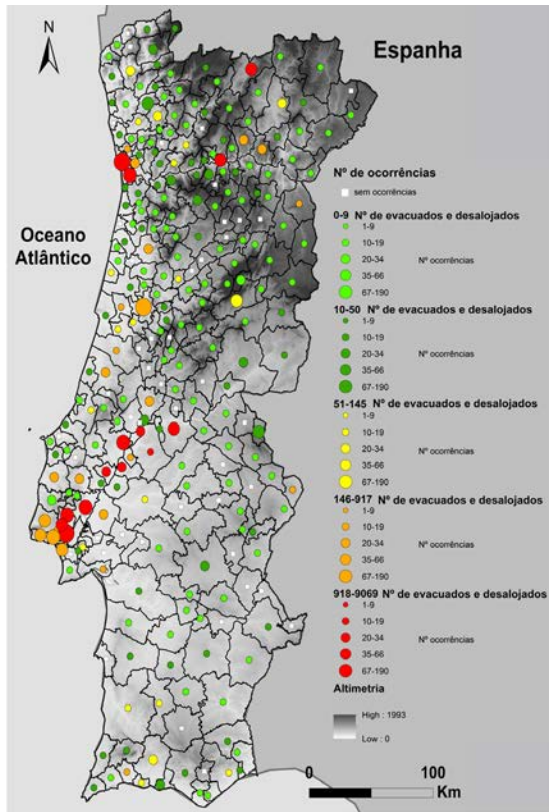 N
Espanha
Oceano
Atlântico
Nº de ocorrências
sem ocorrências
0-9 Nº de evacuados e desalojados
1-9
10-19
20-34 Nº ocorrências
35-66
67-190
10-50 Nº de evacuados e desalojados
1-9
10-19
20-34 Nº ocorrências
35-66
67-190
51-145 Nº de evacuados e desalojados
1-9
10-19
20-34 Nº ocorrências
35-66
67-190
146-917 Nº de evacuados e desalojados
1-9
10-19
20-34 Nº ocorrências
35-66
67-190
918-9069 Nº de evacuados e desalojados
1-9
10-19
20-34 Nº ocorrências
35-66
67-190
Altimetria
High : 1993
Low : 0
0 100
Km